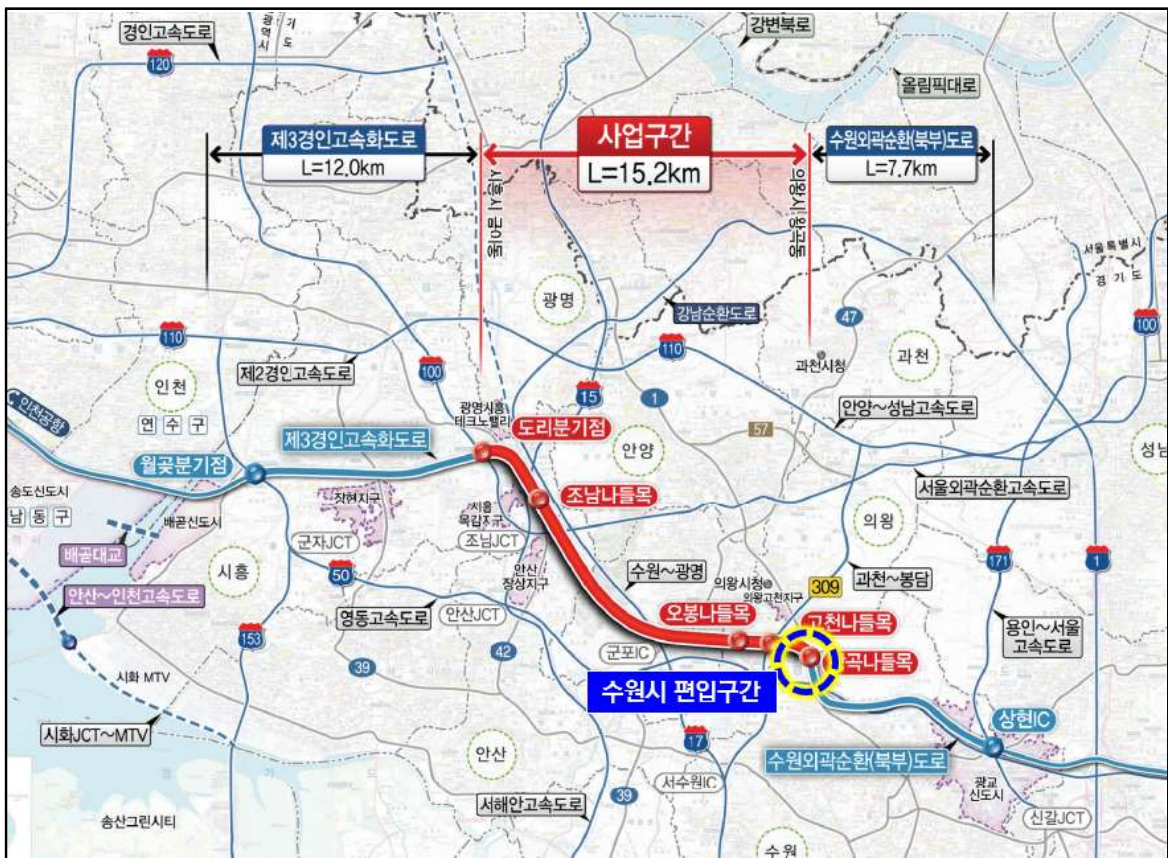 경인고속도로
광역시
경기도
강변북로
120
올림픽대로
제3경인고속화도로
L=12.0km
사업구간
L=15.2km
수원외곽순환(북부)도로
L=7.7km
시흥시 금이동
의왕시 왕곡동
서울특별시
경기도
광명
강남순환도로
47
100
110
제2경인고속도로
110
과천시청
과천
인천
연수구
100
15
1
광명시흥
테크노밸리
안양~성남고속도로
인천공항
제3경인고속화도로
도리분기점
57
안양
성남
월곶분기점
서울외곽순환고속도로
송도신도시
남동구
배곧신도시
장현지구
조남나들목
시흥
목감지구
의왕
배곧대교
군자JCT
조남JCT
171
1
시흥
50
안산
장상지구
수원~광명
의왕시청
의왕고천지구
309
과천~봉담
안산~인천고속도로
영동고속도로
안산JCT
오봉나들목
고천나들목
용인~서울
고속도로
153
42
군포IC
곡나들목
39
시화 MTV
수원시 편입구간
상현IC
시화JCT~MTV
17
안산
수원외곽순환(북부)도로
서수원IC
광교
신도시
39
서해안고속도로
송산그린시티
신갈JCT
수원